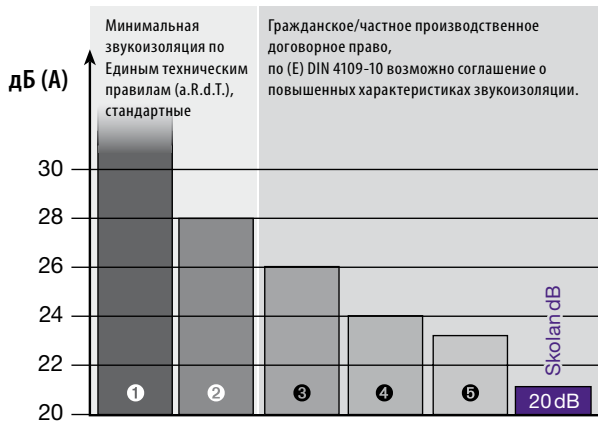 Минимальная
звукоизоляция по
Единым техническим
правилам (a.R.d.T.),
стандартные
Гражданское/частное производственное
договорное право,
по (E) DIN 4109-10 возможно соглашение о
повышенных характеристиках звукоизоляции.
дБ (A)
30
28
26
24
22
20
❶
❷
❸
❹
❺
Skolan dB
20 dB